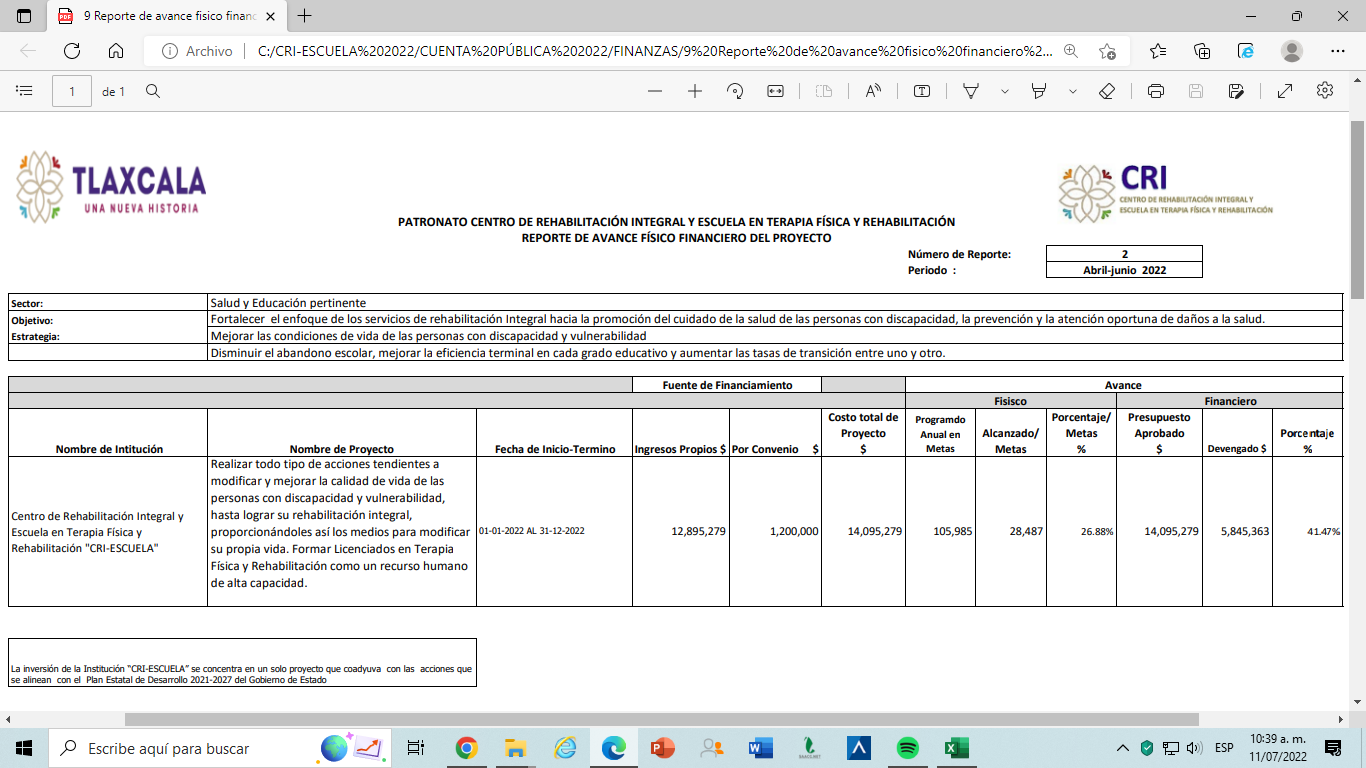 9 Reporte de avance fisico financ
Archivo
C:/CRI-ESCUELA%202022/CUENTA%20PÚBLICA%202022/FINANZAS/9%20Reporte%20de%20avance%20fisico%20financiero%2...
1 de 1
TLAXCALA
UNA NUEVA HISTORIA
CRI
CENTRO DE REHABILITACIÓN INTEGRAL Y
ESCUELA EN TERAPIA FÍSICA Y REHABILITACIÓN
PATRONATO CENTRO DE REHABILITACIÓN INTEGRAL Y ESCUELA EN TERAPIA FÍSICA Y REHABILITACIÓN
REPORTE DE AVANCE FÍSICO FINANCIERO DEL PROYECTO
Número de Reporte: 2
Periodo : Abril-junio 2022
Sector: Salud y Educación pertinente
Objetivo: Fortalecer el enfoque de los servicios de rehabilitación Integral hacia la promoción del cuidado de la salud de las personas con discapacidad, la prevención y la atención oportuna de daños a la salud.
Estrategia: Mejorar las condiciones de vida de las personas con discapacidad y vulnerabilidad
Disminuir el abandono escolar, mejorar la eficiencia terminal en cada grado educativo y aumentar las tasas de transición entre uno y otro.
Fuente de Financiamiento
Avance
Fisisco
Financiero
Nombre de Intitución
Nombre de Proyecto
Fecha de Inicio-Termino
Ingresos Propios $
Por Convenio $
Costo total de
Proyecto
$
Programdo
Anual en
Metas
Alcanzado/
Metas
Porcentaje/
Metas
%
Presupuesto
Aprobado
$
Devengado $
Porcentaje
%
Centro de Rehabilitación Integral y
Escuela en Terapia Física y
Rehabilitación "CRI-ESCUELA"
Realizar todo tipo de acciones tendientes a
modificar y mejorar la calidad de vida de las
personas con discapacidad y vulnerabilidad,
hasta lograr su rehabilitación integral,
proporcionándoles así los medios para modificar
su propia vida. Formar Licenciados en Terapia
Física y Rehabilitación como un recurso humano
de alta capacidad.
01-01-2022 AL 31-12-2022
12,895,279
1,200,000
14,095,279
105,985
28,487
26.88%
14,095,279
5,845,363
41.47%
La inversión de la Institución "CRI-ESCUELA" se concentra en un solo proyecto que coadyuva con las acciones que
se alinean con el Plan Estatal de Desarrollo 2021-2027 del Gobierno de Estado
Escribe aquí para buscar
ESP
10:39 a. m.
11/07/2022